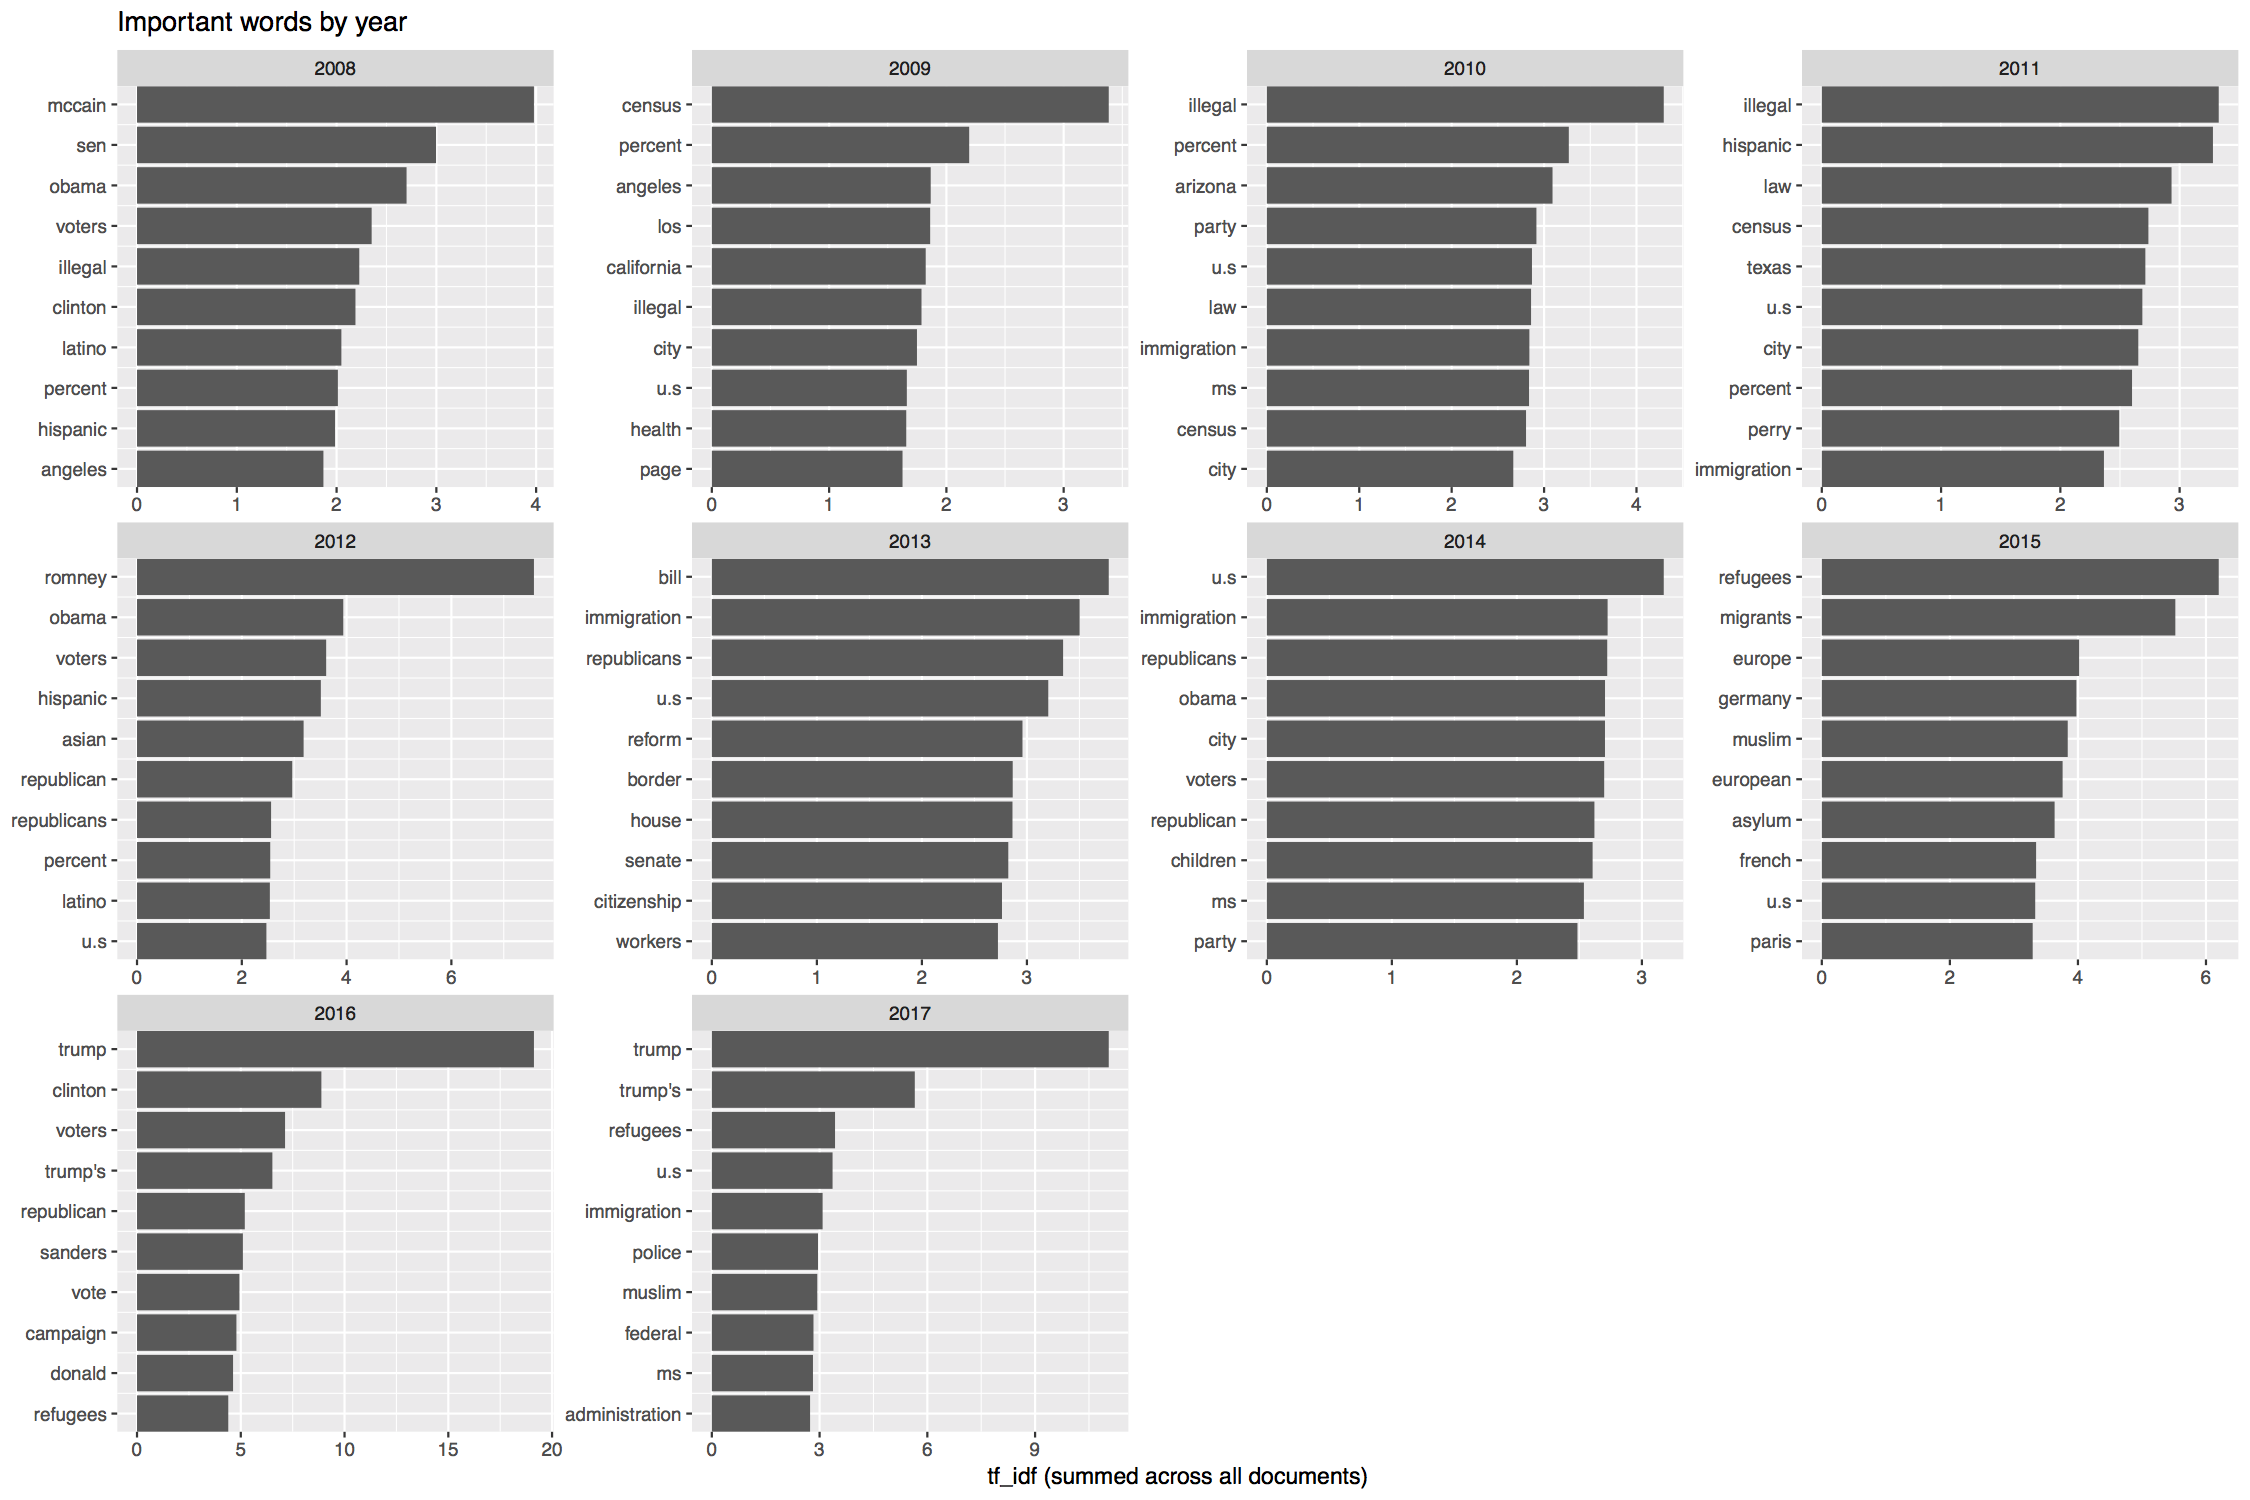 Important words by year
2008
mccain
sen
obama
voters
illegal
clinton
latino
percent
hispanic
angeles
0 1 2 3 4
2009
census
percent
angeles
los
california
illegal
city
u.s
health
page
0 1 2 3
2010
illegal
percent
arizona
party
u.s
law
immigration
ms
census
city
0 1 2 3 4
2011
illegal
hispanic
law
census
texas
u.s
city
percent
perry
immigration
0 1 2 3
2012
romney
obama
voters
hispanic
asian
republican
republicans
percent
latino
u.s
0 2 4 6
2013
bill
immigration
republicans
u.s
reform
border
house
senate
citizenship
workers
0 1 2 3
2014
u.s
immigration
republicans
obama
city
voters
republican
children
ms
party
0 1 2 3
2015
refugees
migrants
europe
germany
muslim
european
asylum
french
u.s
paris
0 2 4 6
2016
trump
clinton
voters
trump's
republican
sanders
vote
campaign
donald
refugees
0 5 10 15 20
2017
trump
trump's
refugees
u.s
immigration
police
muslim
federal
ms
administration
0 3 6 9
tf_idf (summed across all documents)